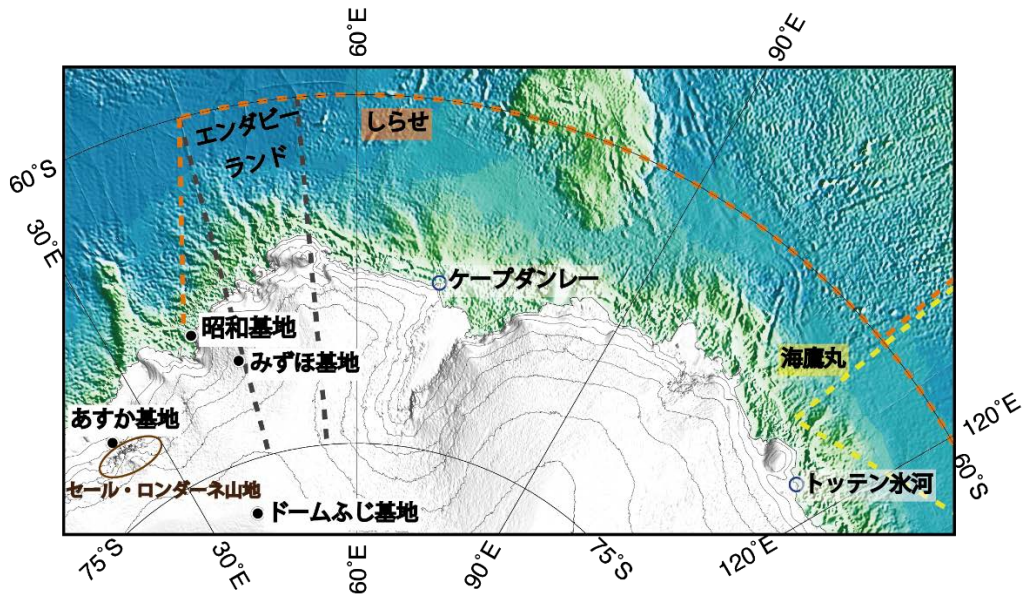 60°E
90°E
エンダビー
ランド
しらせ
60°S
30°E
ケープダンレー
昭和基地
みずほ基地
海鷹丸
あすか基地
120°E
60°S
セール・ロンダーネ山地
トッテン氷河
ドームふじ基地
75°S
30°E
60°E
90°E
75°S
120°E